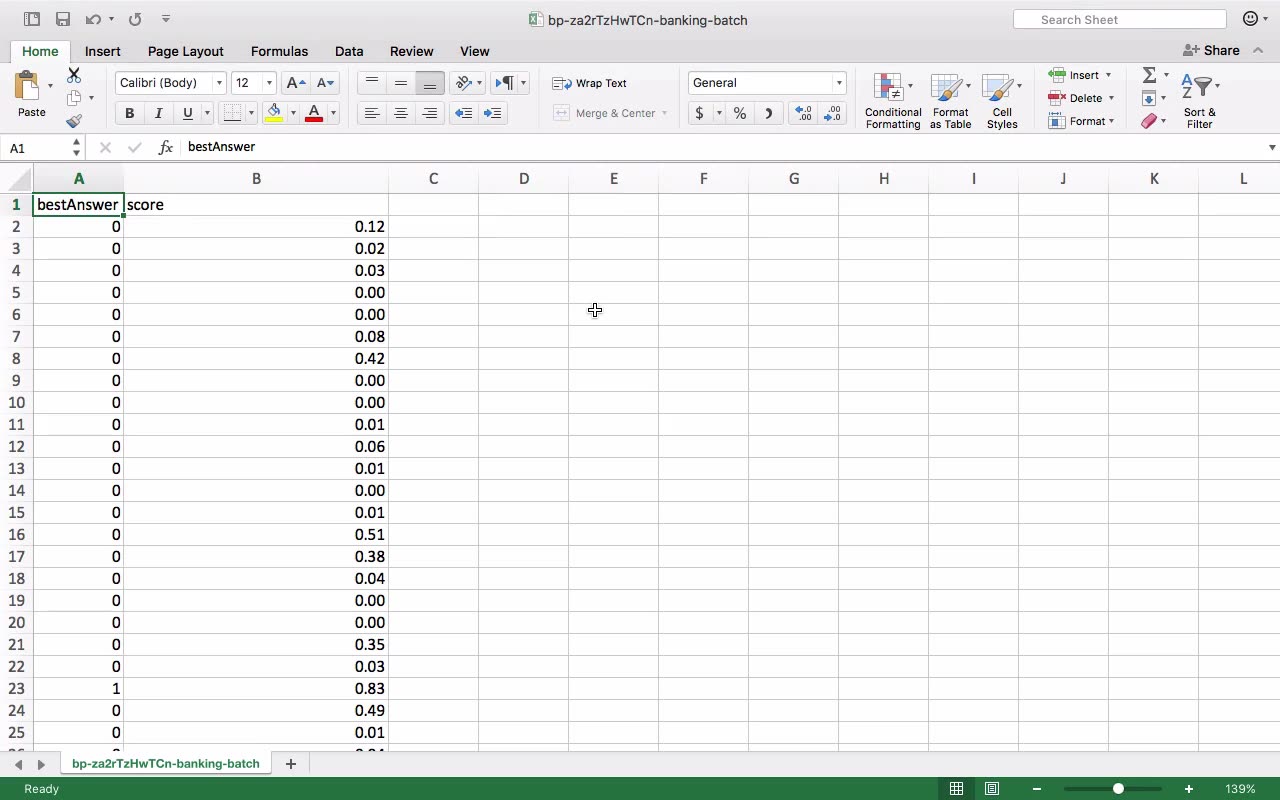 bp-za2rTzHwTCn-banking-batch
Search Sheet
Home Insert Page Layout Formulas Data Review View Share
Paste
Calibri (Body) 12 A A
B I U A
Wrap Text
Merge & Center
General
$ % .0 .00 .00 .0
Conditional Formatting
Format as Table
Cell Styles
Insert
Delete
Format
Sort & Filter
A1 fx bestAnswer
A B C D E F G H I J K L
1 bestAnswer score
2 0 0.12
3 0 0.02
4 0 0.03
5 0 0.00
6 0 0.00
7 0 0.08
8 0 0.42
9 0 0.00
10 0 0.00
11 0 0.01
12 0 0.06
13 0 0.01
14 0 0.00
15 0 0.01
16 0 0.51
17 0 0.38
18 0 0.04
19 0 0.00
20 0 0.00
21 0 0.35
22 0 0.03
23 1 0.83
24 0 0.49
25 0 0.01
bp-za2rTzHwTCn-banking-batch +
Ready 139%